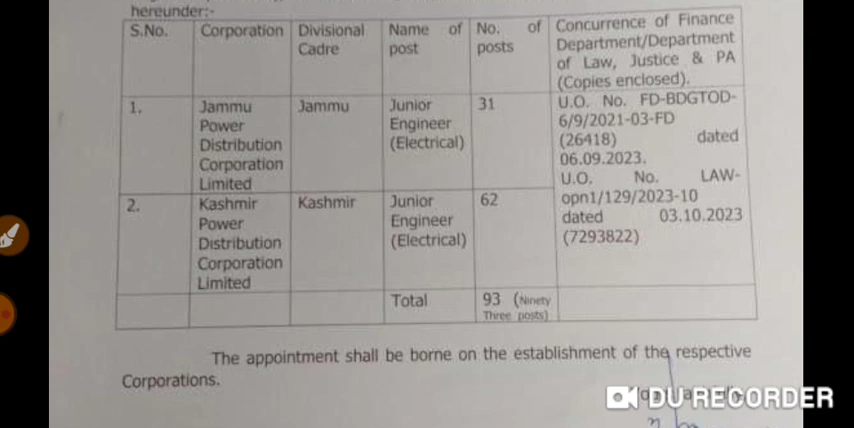 hereunder:-
S.No. Corporation Divisional Cadre Name of post No. of posts Concurrence of Finance Department/Department of Law, Justice & PA (Copies enclosed).
1. Jammu Power Distribution Corporation Limited Jammu Junior Engineer (Electrical) 31 U.O. No. FD-BDGTOD-6/9/2021-03-FD (26418) dated 06.09.2023.
U.O. No. LAW-opn1/129/2023-10 dated 03.10.2023 (7293822)
2. Kashmir Power Distribution Corporation Limited Kashmir Junior Engineer (Electrical) 62
Total 93 (Ninety Three posts)
The appointment shall be borne on the establishment of the respective
Corporations.
DU RECORDER